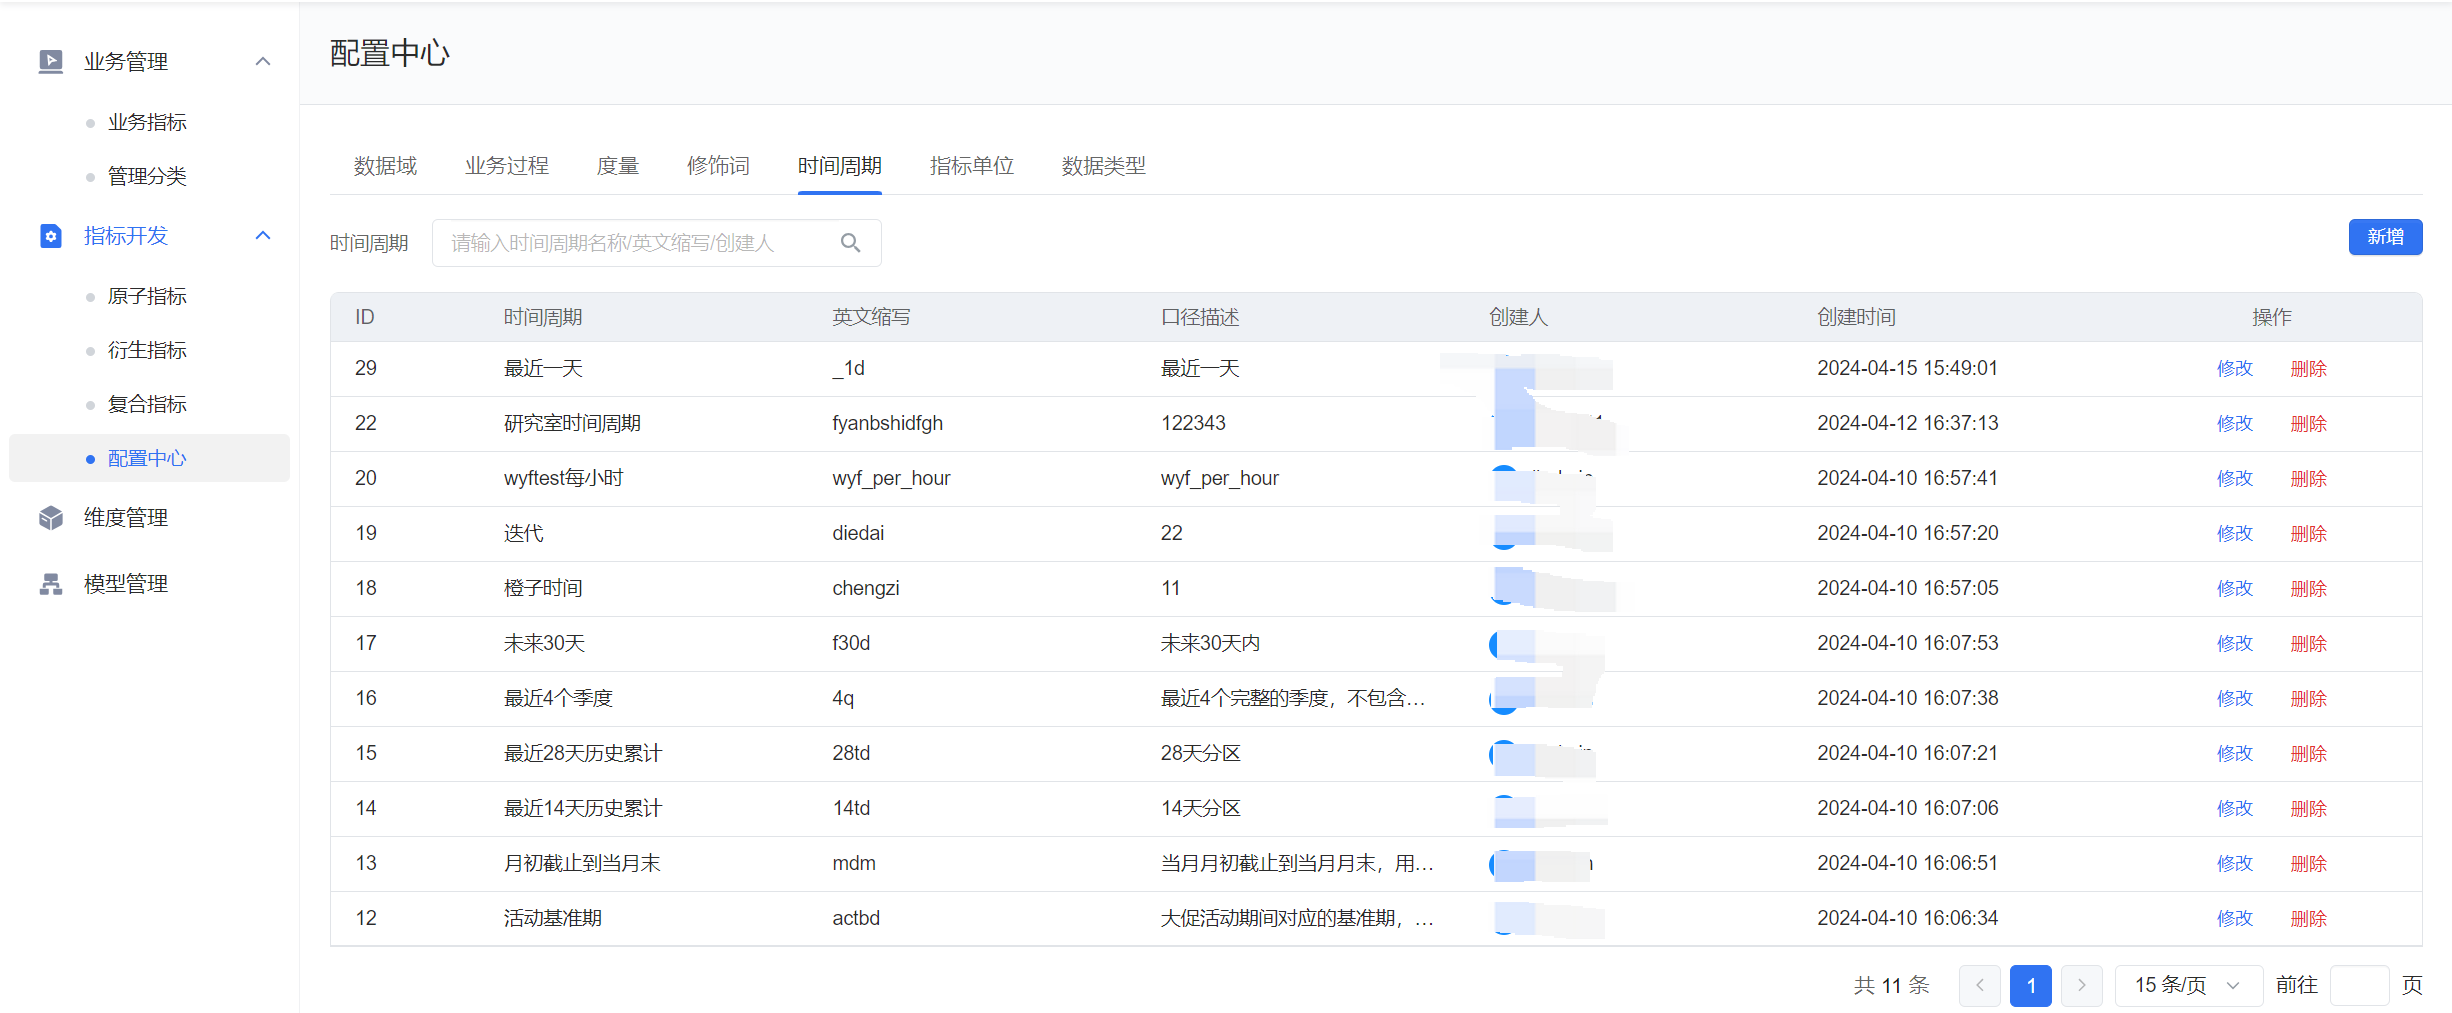 配置中心
业务管理
业务指标
管理分类
指标开发
原子指标
衍生指标
复合指标
配置中心
维度管理
模型管理
数据域 业务过程 度量 修饰词 时间周期 指标单位 数据类型
时间周期 请输入时间周期名称/英文缩写/创建人 新增
ID 时间周期 英文缩写 口径描述 创建人 创建时间 操作
29 最近一天 _1d 最近一天 2024-04-15 15:49:01 修改 删除
22 研究室时间周期 fyanbshidfgh 122343 2024-04-12 16:37:13 修改 删除
20 wyftest每小时 wyf_per_hour wyf_per_hour 2024-04-10 16:57:41 修改 删除
19 迭代 diedai 22 2024-04-10 16:57:20 修改 删除
18 橙子时间 chengzi 11 2024-04-10 16:57:05 修改 删除
17 未来30天 f30d 未来30天内 2024-04-10 16:07:53 修改 删除
16 最近4个季度 4q 最近4个完整的季度，不包含... 2024-04-10 16:07:38 修改 删除
15 最近28天历史累计 28td 28天分区 2024-04-10 16:07:21 修改 删除
14 最近14天历史累计 14td 14天分区 2024-04-10 16:07:06 修改 删除
13 月初截止到当月末 mdm 当月月初截止到当月月末，用... 2024-04-10 16:06:51 修改 删除
12 活动基准期 actbd 大促活动期间对应的基准期，... 2024-04-10 16:06:34 修改 删除
共 11 条 1 15 条/页 前往 页